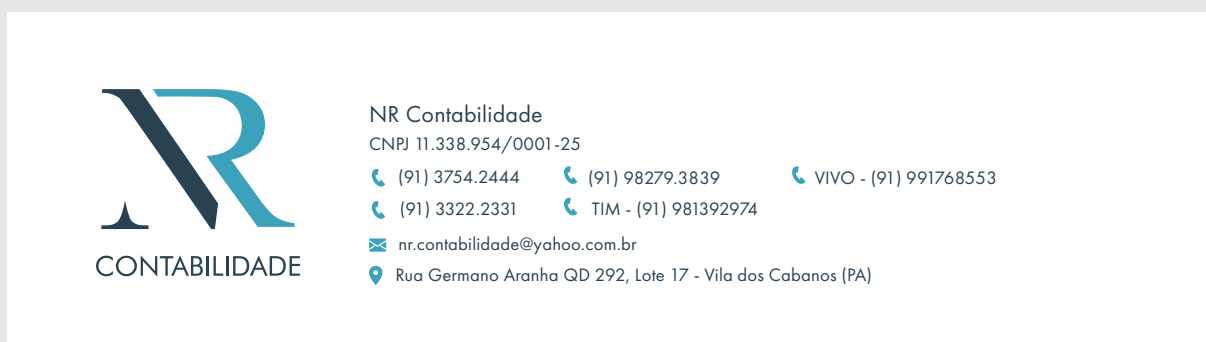 NR
CONTABILIDADE
NR Contabilidade
CNPJ 11.338.954/0001-25
(91) 3754.2444 (91) 98279.3839 VIVO - (91) 991768553
(91) 3322.2331 TIM - (91) 981392974
nr.contabilidade@yahoo.com.br
Rua Germano Aranha QD 292, Lote 17 - Vila dos Cabanos (PA)